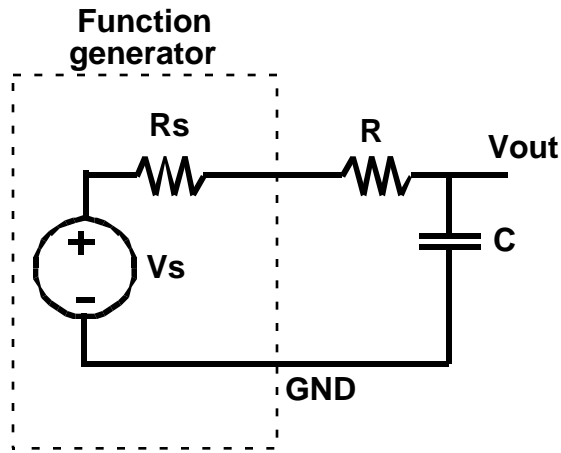 Function
generator
Rs
R
Vout
+
Vs
C
-
GND